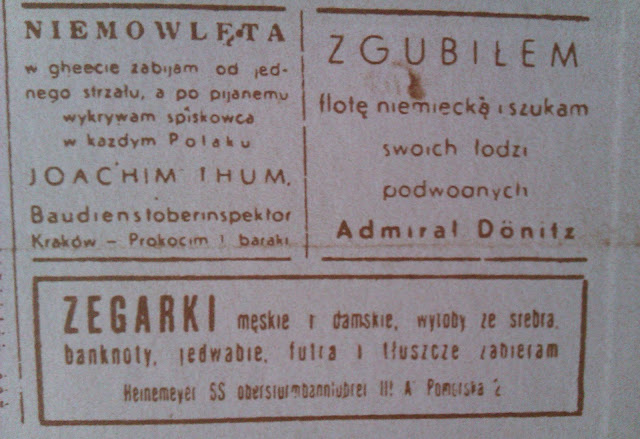 NIEMOWLĘTA
w gheecie zabijam od jed-
nego strzału, a po pijanemu
wykrywam spiskowca
w każdym Polaku
JOACHIM THUM,
Baudienstoberinspektor
Kraków – Prokocim I baraki
ZGUBIŁEM
flotę niemiecką i szukam
swoich łodzi
podwoonych
Admirał Dönitz
ZEGARKI męskie i damskie, wyroby ze srebra,
banknoty, jedwabie, futra i tłuszcze zabieram
Heinemeyer SS obersturmbannfuhrer III A Pomorska 2